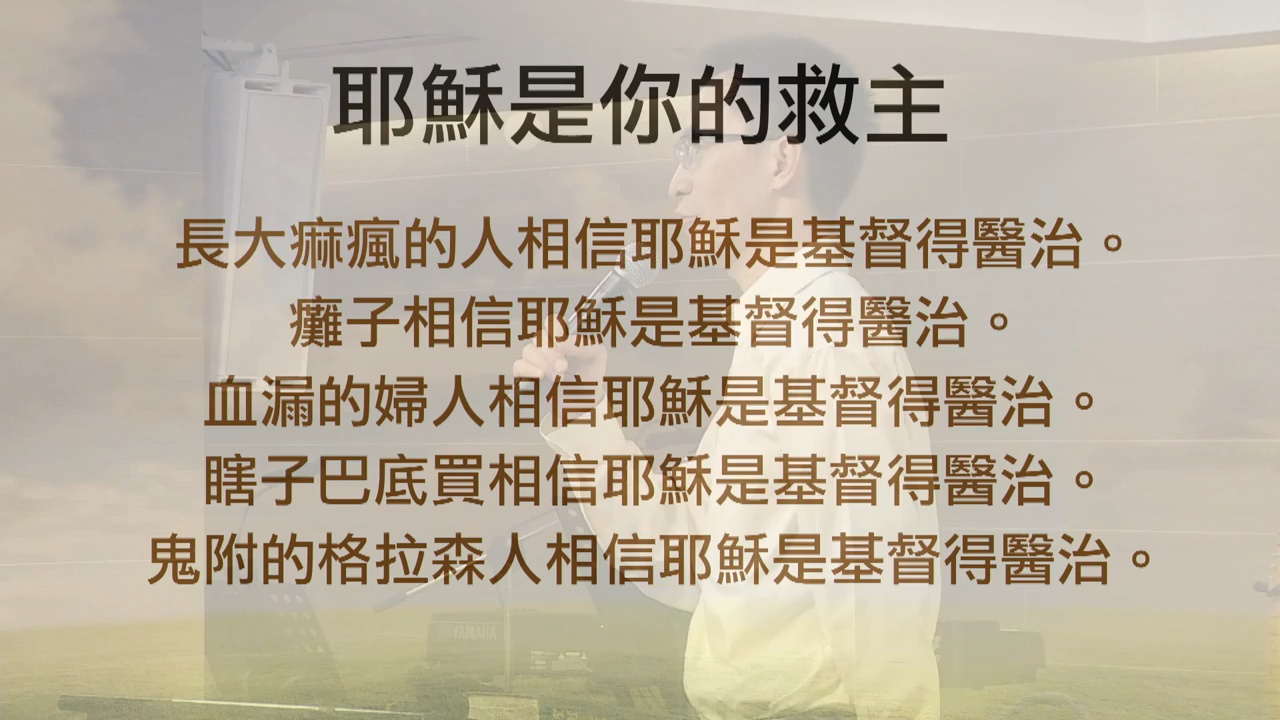 耶穌是你的救主
長大痲瘋的人相信耶穌是基督得醫治。
癱子相信耶穌是基督得醫治。
血漏的婦人相信耶穌是基督得醫治。
瞎子巴底買相信耶穌是基督得醫治。
鬼附的格拉森人相信耶穌是基督得醫治。
YAMAHA